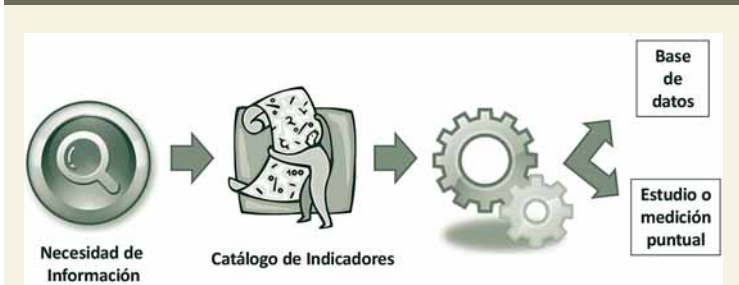 Base
de
datos
Estudio o
medición
puntual
Necesidad de
Información
Catálogo de Indicadores